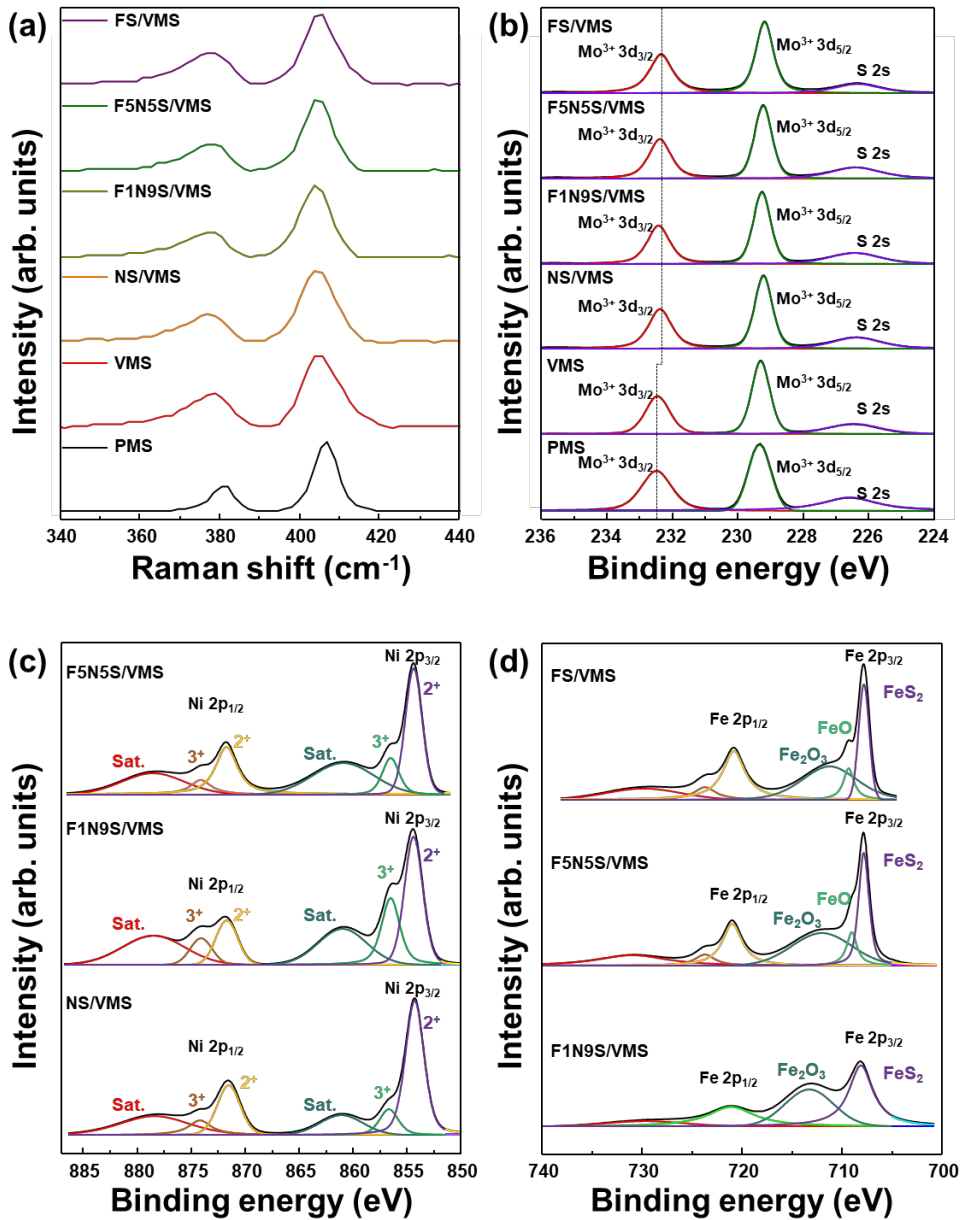 (a)
FS/VMS
F5N5S/VMS
F1N9S/VMS
NS/VMS
VMS
PMS
Intensity (arb. units)
340 360 380 400 420 440
Raman shift (cm-1)
(b)
FS/VMS
Mo3+ 3d3/2
Mo3+ 3d5/2
S 2s
F5N5S/VMS
Mo3+ 3d3/2
Mo3+ 3d5/2
S 2s
F1N9S/VMS
Mo3+ 3d3/2
Mo3+ 3d5/2
S 2s
NS/VMS
Mo3+ 3d3/2
Mo3+ 3d5/2
S 2s
VMS
Mo3+ 3d3/2
Mo3+ 3d5/2
S 2s
PMS
Mo3+ 3d3/2
Mo3+ 3d5/2
S 2s
Intensity (arb. units)
236 234 232 230 228 226 224
Binding energy (eV)
(c)
F5N5S/VMS
Ni 2p3/2
2+
Ni 2p1/2
Sat.
3+
2+
Sat.
3+
F1N9S/VMS
Ni 2p3/2
2+
Ni 2p1/2
Sat.
3+
2+
Sat.
3+
NS/VMS
Ni 2p3/2
2+
Ni 2p1/2
Sat.
3+
2+
Sat.
3+
Intensity (arb. units)
885 880 875 870 865 860 855 850
Binding energy (eV)
(d)
FS/VMS
Fe 2p3/2
FeS2
FeO
Fe 2p1/2
Fe2O3
F5N5S/VMS
Fe 2p3/2
FeS2
FeO
Fe 2p1/2
Fe2O3
F1N9S/VMS
Fe 2p3/2
FeS2
Fe2O3
Fe 2p1/2
Intensity (arb. units)
740 730 720 710 700
Binding energy (eV)